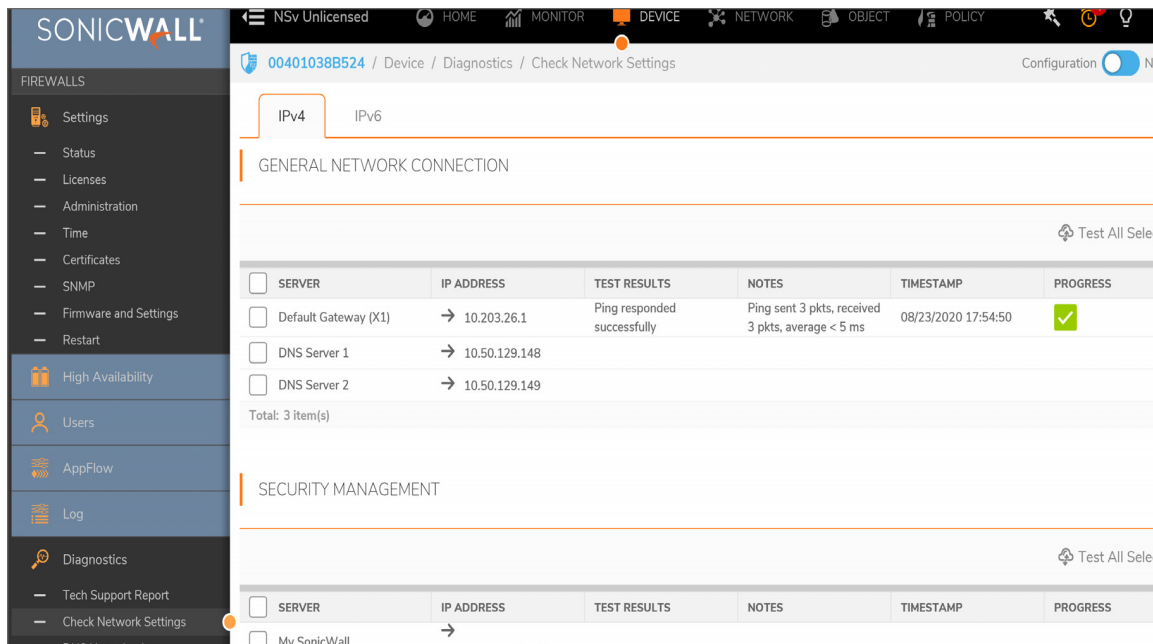 SONICWALL
NSv Unlicensed
HOME
MONITOR
DEVICE
NETWORK
OBJECT
POLICY
00401038B524 / Device / Diagnostics / Check Network Settings
Configuration
FIREWALLS
Settings
Status
Licenses
Administration
Time
Certificates
SNMP
Firmware and Settings
Restart
High Availability
Users
AppFlow
Log
Diagnostics
Tech Support Report
Check Network Settings
IPv4
IPv6
GENERAL NETWORK CONNECTION
Test All Sele
SERVER IP ADDRESS TEST RESULTS NOTES TIMESTAMP PROGRESS
Default Gateway (X1) → 10.203.26.1 Ping responded successfully Ping sent 3 pkts, received 3 pkts, average < 5 ms 08/23/2020 17:54:50
DNS Server 1 → 10.50.129.148
DNS Server 2 → 10.50.129.149
Total: 3 item(s)
SECURITY MANAGEMENT
Test All Sele
SERVER IP ADDRESS TEST RESULTS NOTES TIMESTAMP PROGRESS
My SonicWall →